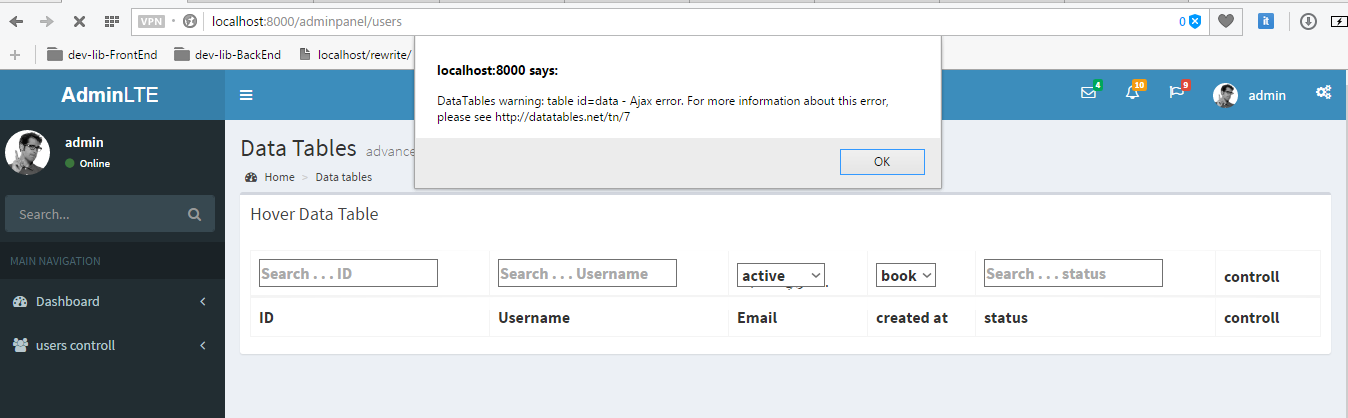 VPN
localhost:8000/adminpanel/users
0
it
dev-lib-FrontEnd
dev-lib-BackEnd
localhost/rewrite/
localhost:8000 says:
DataTables warning: table id=data - Ajax error. For more information about this error,
please see http://datatables.net/tn/7
OK
AdminLTE
4
10
9
admin
admin
Online
Search...
MAIN NAVIGATION
Dashboard
users controll
Data Tables advance
Home > Data tables
Hover Data Table
Search . . . ID
Search . . . Username
active
book
Search . . . status
controll
ID
Username
Email
created at
status
controll